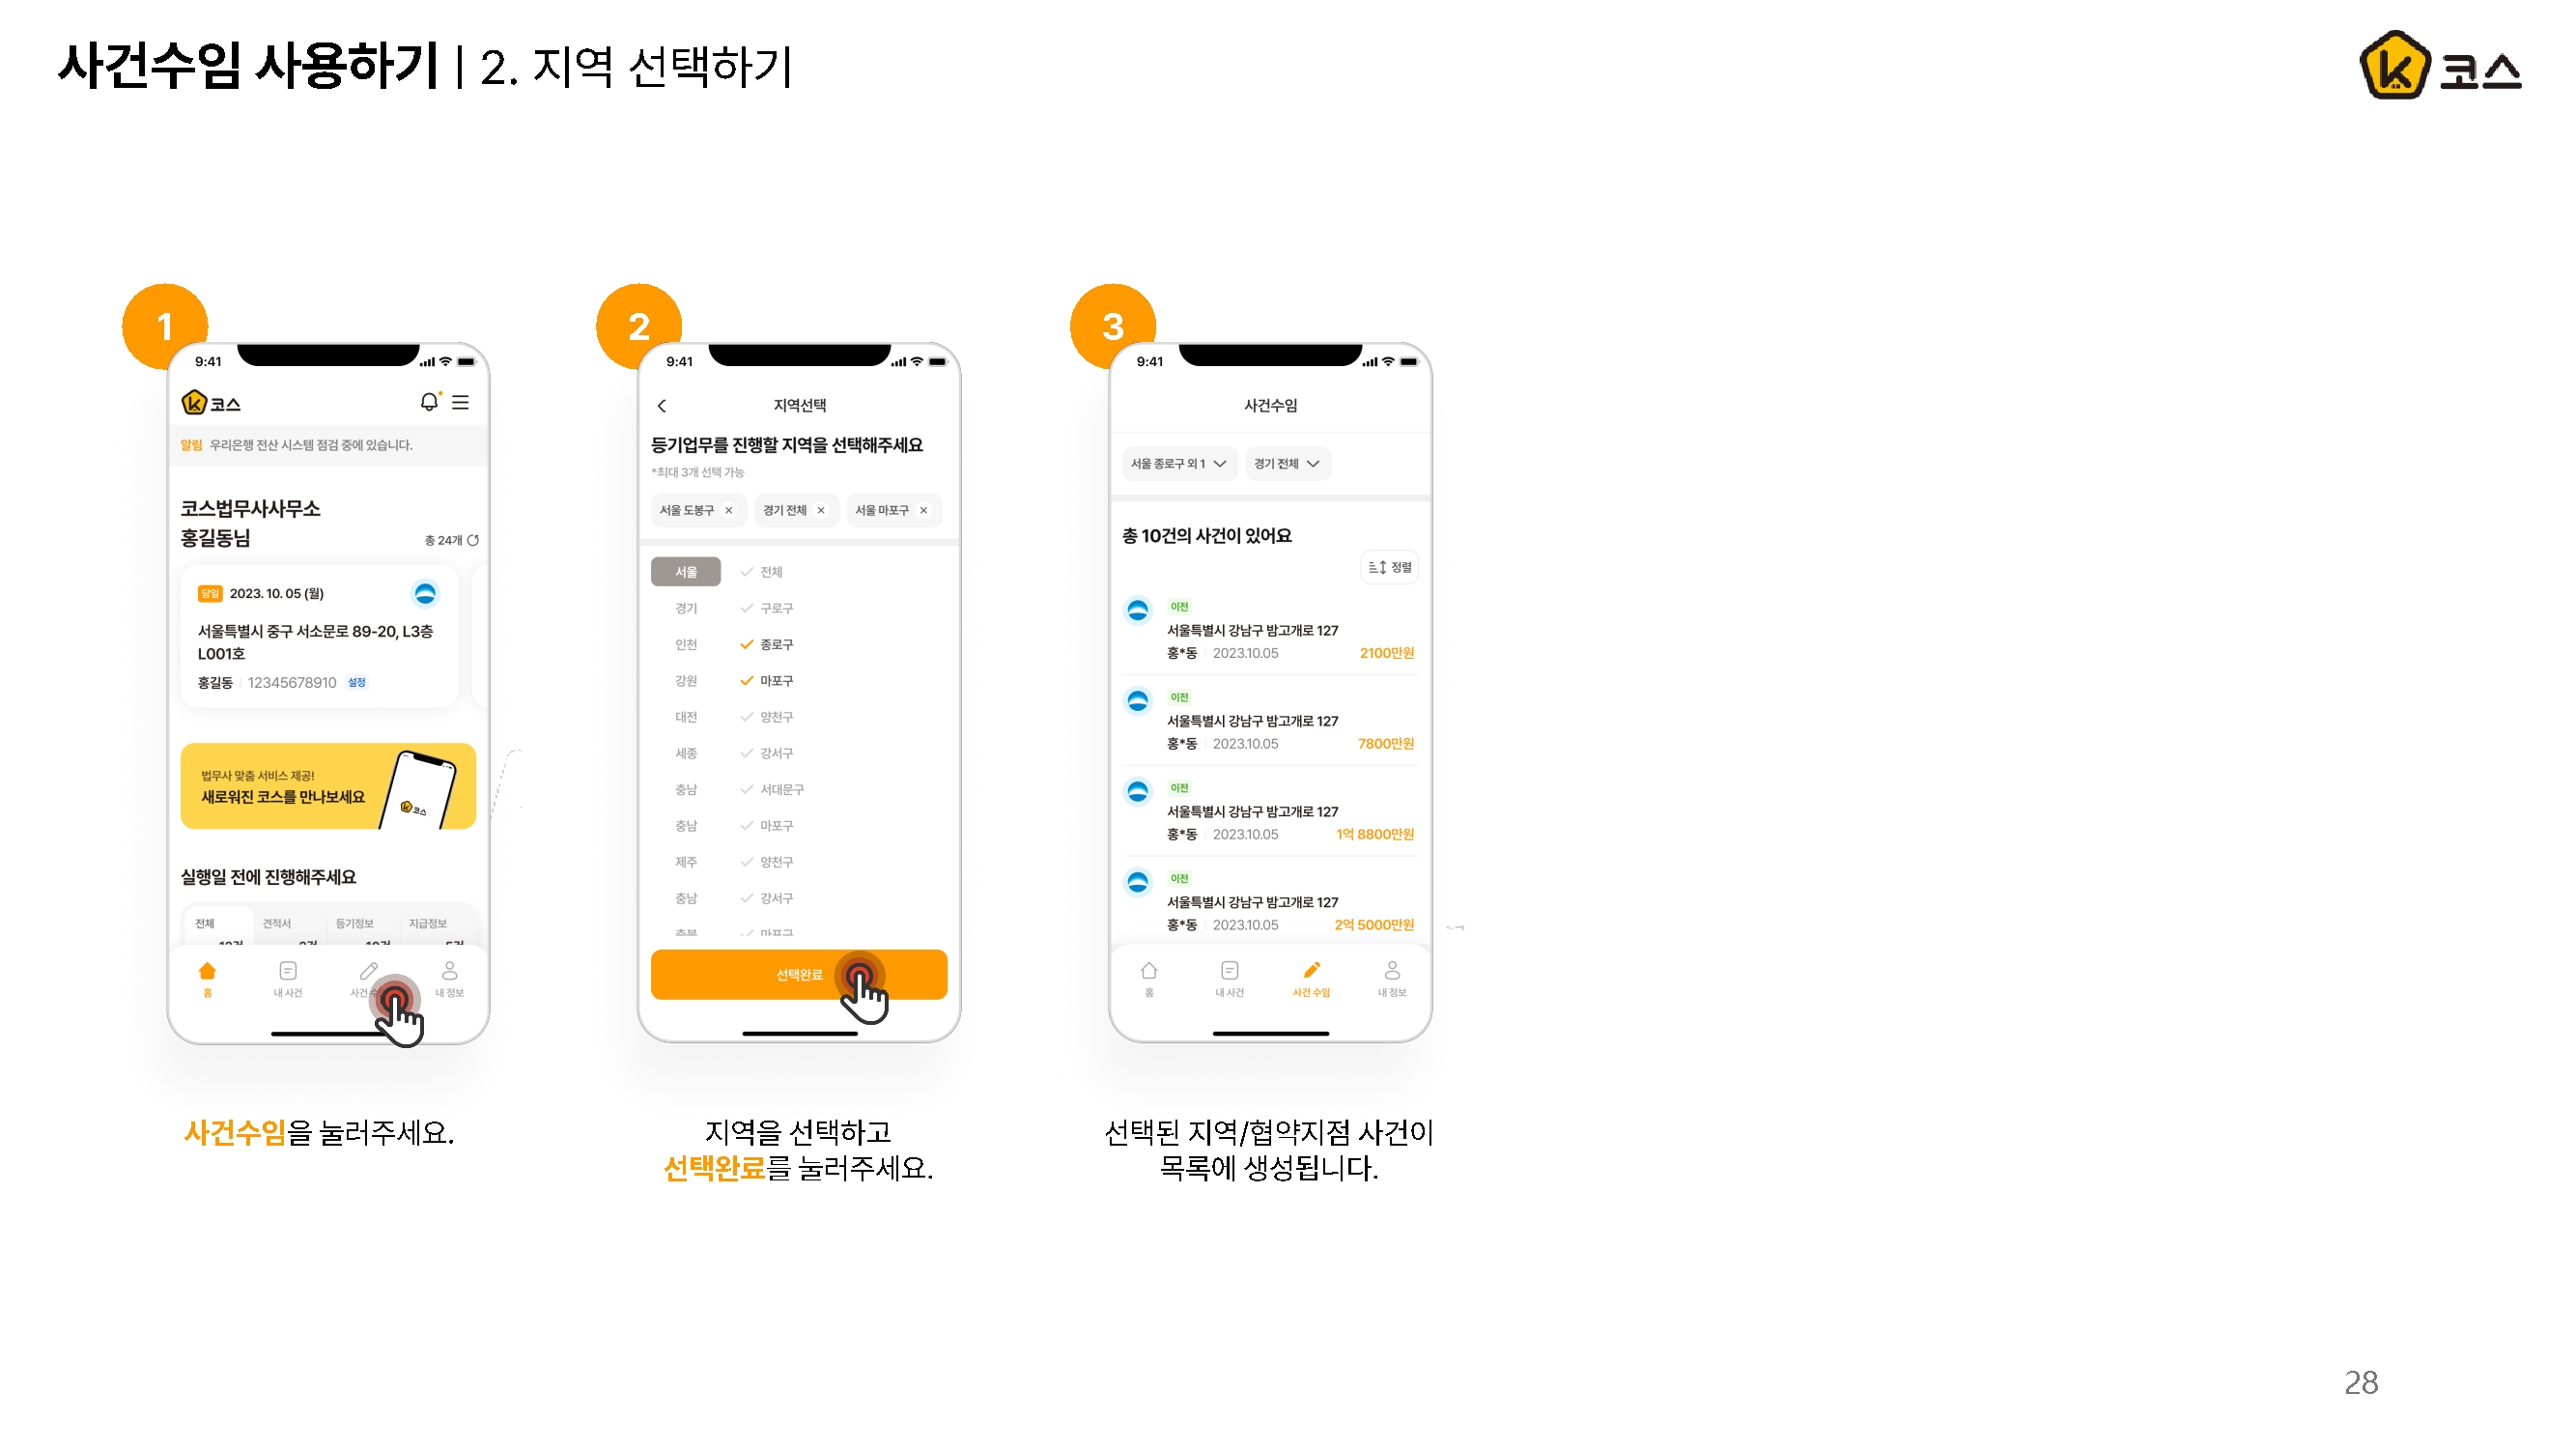 사건수임 사용하기 | 2. 지역 선택하기
코스
1
9:41
코스
알림 우리은행 전산 시스템 점검 중에 있습니다.
코스법무사사무소
홍길동님
총 24개
당일 2023. 10. 05 (월)
서울특별시 중구 서소문로 89-20, L3층
L001호
홍길동 12345678910 설정
법무사 맞춤 서비스 제공!
새로워진 코스를 만나보세요
코스
실행일 전에 진행해주세요
전체 견적서 등기정보 지급정보
홈 내 사건 사건 내 정보
사건수임을 눌러주세요.
2
9:41
지역선택
등기업무를 진행할 지역을 선택해주세요
*최대 3개 선택 가능
서울 도봉구 × 경기 전체 × 서울 마포구 ×
서울 전체
경기 구로구
인천 종로구
강원 마포구
대전 양천구
세종 강서구
충남 서대문구
충남 마포구
제주 양천구
충남 강서구
선택완료
지역을 선택하고
선택완료를 눌러주세요.
3
9:41
사건수임
서울 종로구 외 1 경기 전체
총 10건의 사건이 있어요
정렬
이전
서울특별시 강남구 밤고개로 127
홍*동 2023.10.05 2100만원
이전
서울특별시 강남구 밤고개로 127
홍*동 2023.10.05 7800만원
이전
서울특별시 강남구 밤고개로 127
홍*동 2023.10.05 1억 8800만원
이전
서울특별시 강남구 밤고개로 127
홍*동 2023.10.05 2억 5000만원
홈 내 사건 사건 수임 내 정보
선택된 지역/협약지점 사건이
목록에 생성됩니다.
28